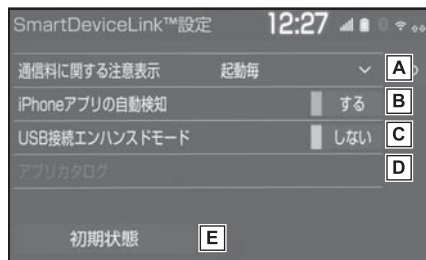 SmartDeviceLink™設定 12:27
通信料に関する注意表示 起動毎 A
iPhoneアプリの自動検知 する B
USB接続エンハンスドモード しない C
アプリカタログ D
初期状態 E